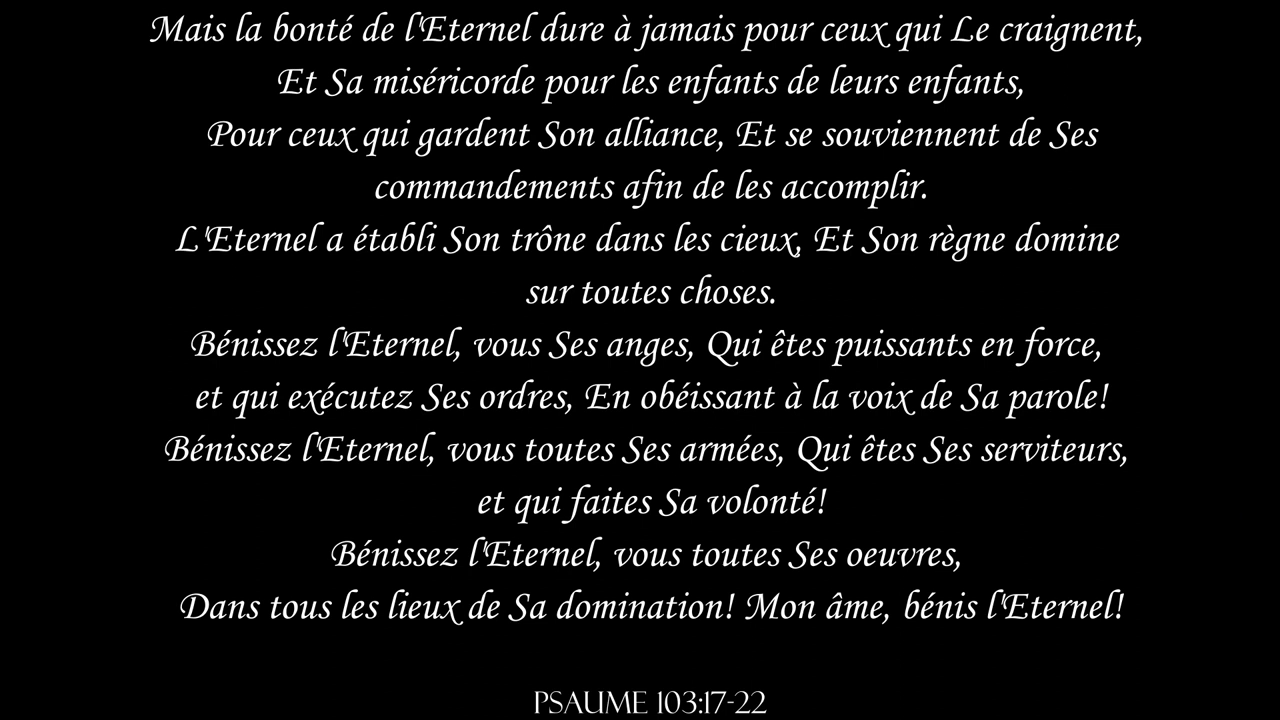 Mais la bonté de l'Eternel dure à jamais pour ceux qui Le craignent,
Et Sa miséricorde pour les enfants de leurs enfants,
Pour ceux qui gardent Son alliance, Et se souviennent de Ses
commandements afin de les accomplir.
L'Eternel a établi Son trône dans les cieux, Et Son règne domine
sur toutes choses.
Bénissez l'Eternel, vous Ses anges, Qui êtes puissants en force,
et qui exécutez Ses ordres, En obéissant à la voix de Sa parole!
Bénissez l'Eternel, vous toutes Ses armées, Qui êtes Ses serviteurs,
et qui faites Sa volonté!
Bénissez l'Eternel, vous toutes Ses oeuvres,
Dans tous les lieux de Sa domination! Mon âme, bénis l'Eternel!
PSAUME 103:17-22